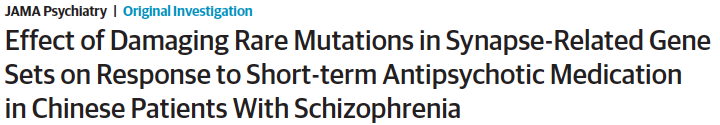 JAMA Psychiatry | Original Investigation
Effect of Damaging Rare Mutations in Synapse-Related Gene
Sets on Response to Short-term Antipsychotic Medication
in Chinese Patients With Schizophrenia